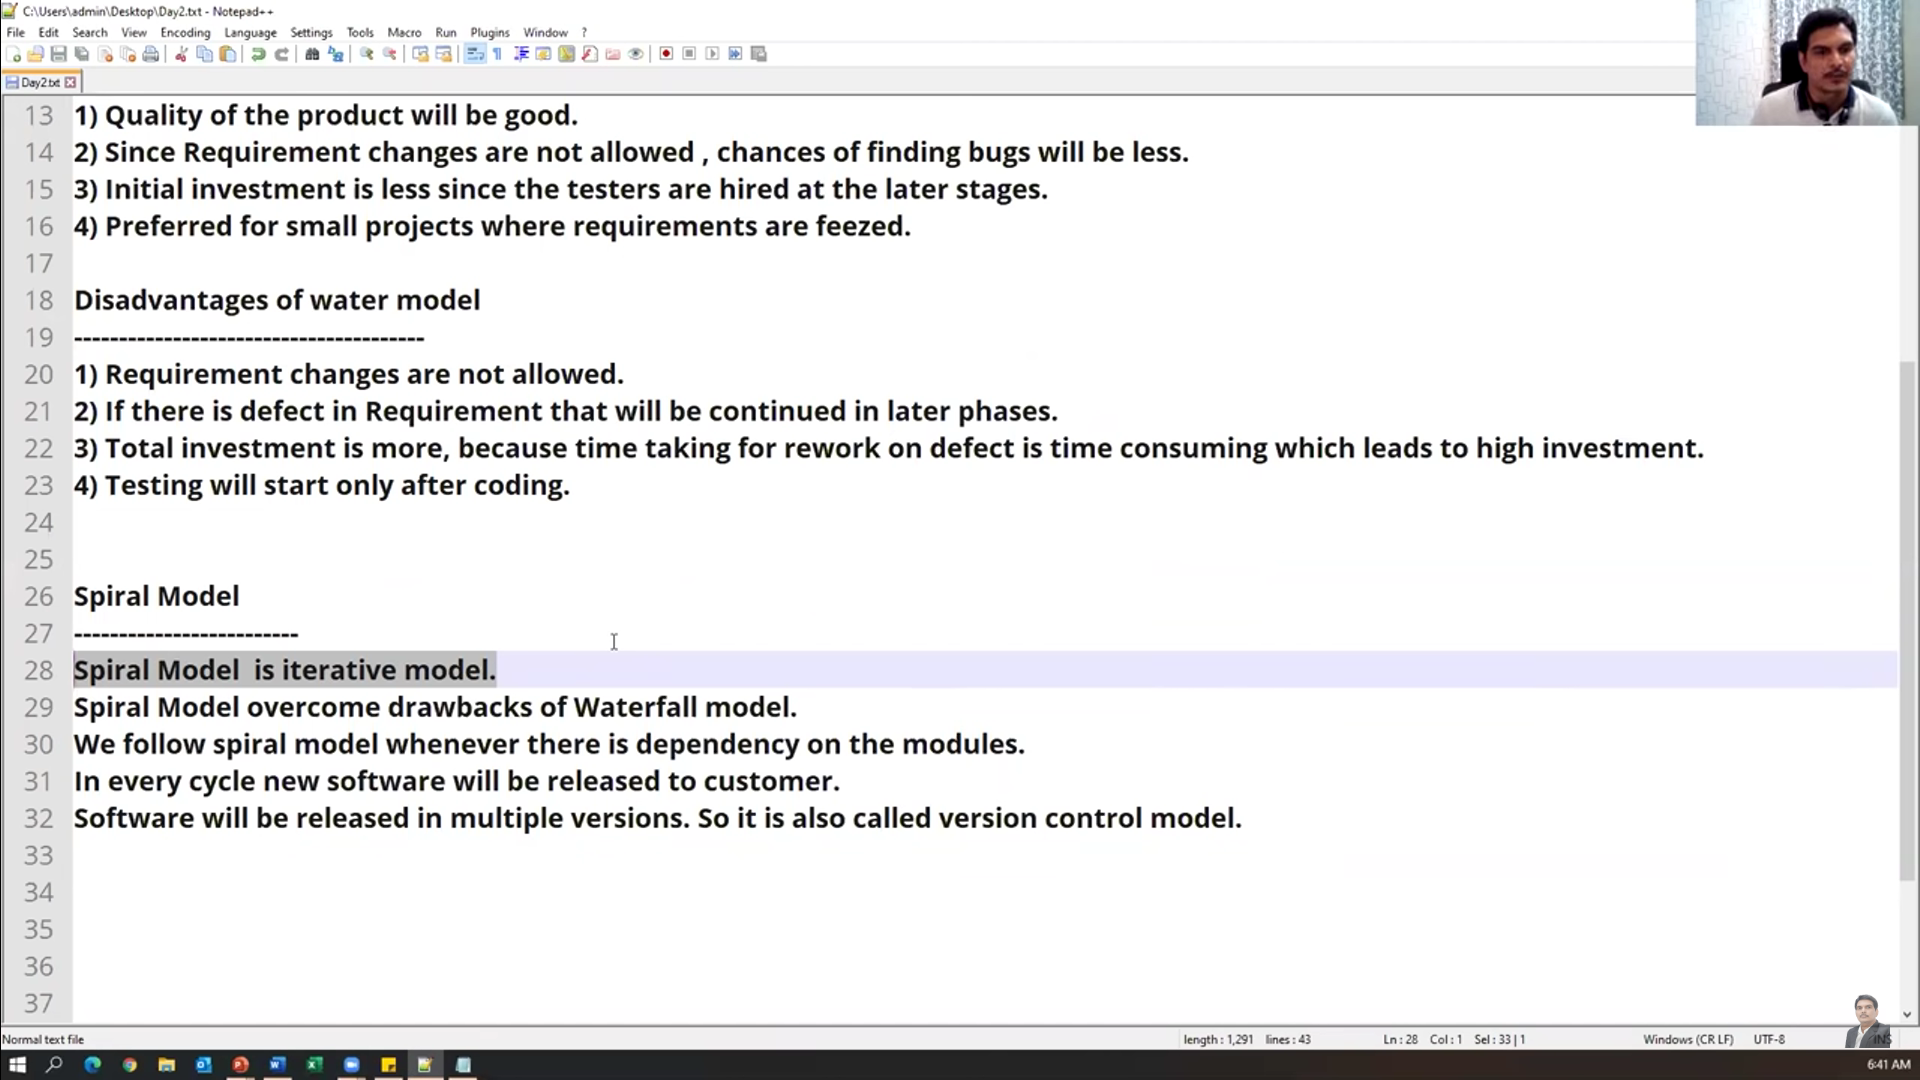 C:\Users\admin\Desktop\Day2.txt - Notepad++
File Edit Search View Encoding Language Settings Tools Macro Run Plugins Window ?
Day2.txt
13 1) Quality of the product will be good.
14 2) Since Requirement changes are not allowed , chances of finding bugs will be less.
15 3) Initial investment is less since the testers are hired at the later stages.
16 4) Preferred for small projects where requirements are feezed.
17
18 Disadvantages of water model
19 ---------------------------------------
20 1) Requirement changes are not allowed.
21 2) If there is defect in Requirement that will be continued in later phases.
22 3) Total investment is more, because time taking for rework on defect is time consuming which leads to high investment.
23 4) Testing will start only after coding.
24
25
26 Spiral Model
27 -------------------------
28 Spiral Model  is iterative model.
29 Spiral Model overcome drawbacks of Waterfall model.
30 We follow spiral model whenever there is dependency on the modules.
31 In every cycle new software will be released to customer.
32 Software will be released in multiple versions. So it is also called version control model.
33
34
35
36
37
Normal text file length : 1,291 lines : 43 Ln : 28 Col : 1 Sel : 33 | 1 Windows (CR LF) UTF-8 INS
6:41 AM